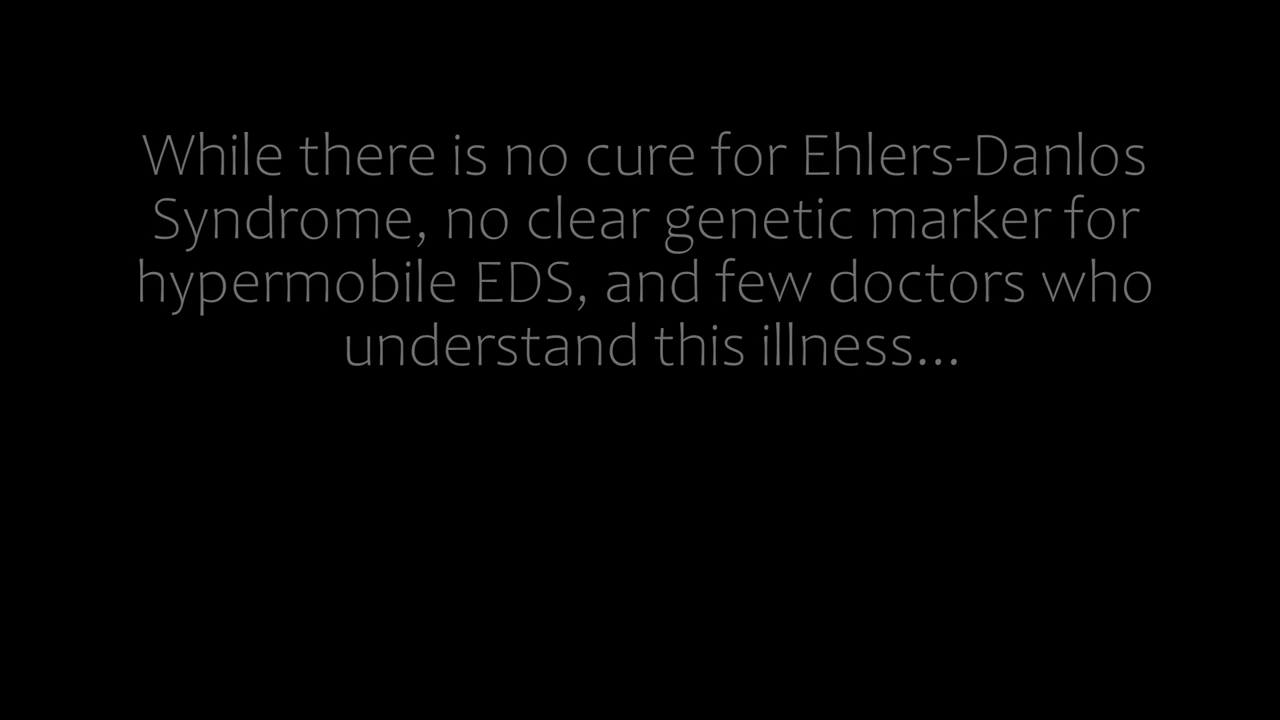 While there is no cure for Ehlers-Danlos
Syndrome, no clear genetic marker for
hypermobile EDS, and few doctors who
understand this illness...